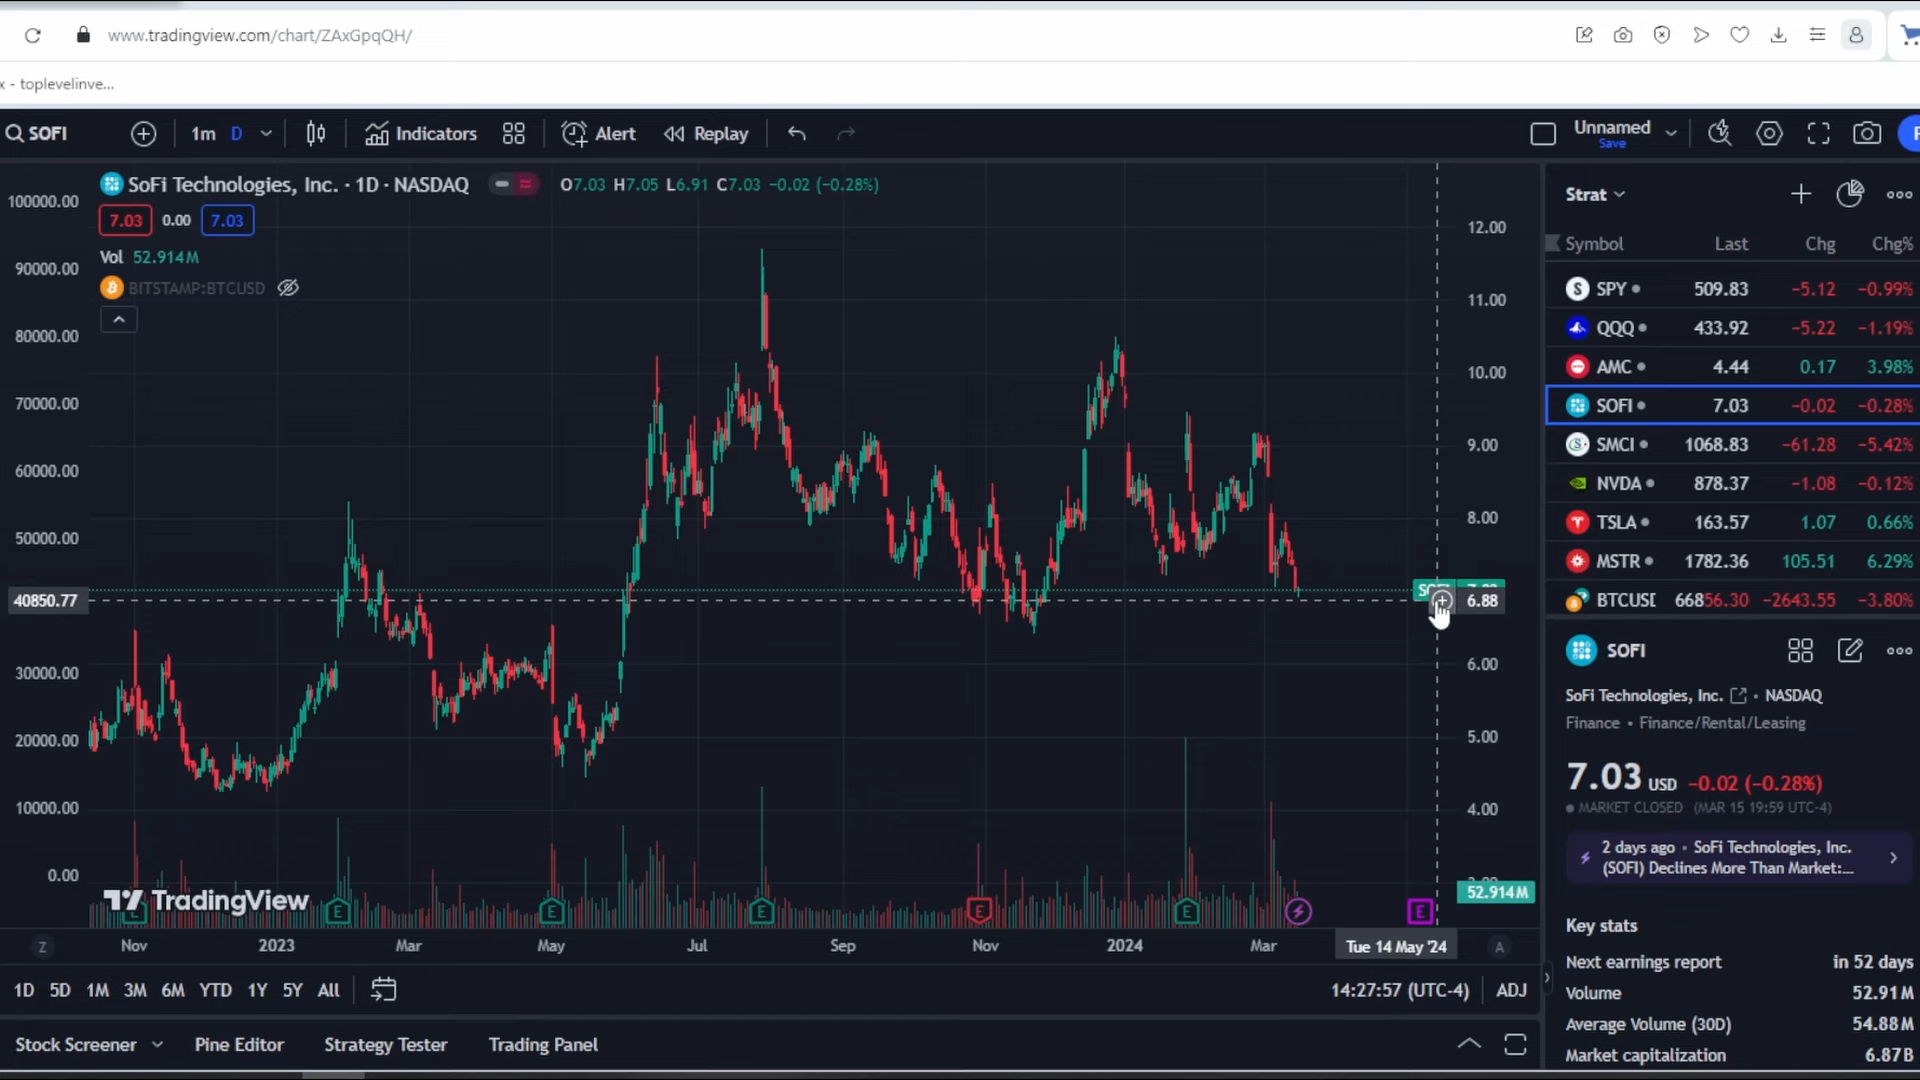 www.tradingview.com/chart/ZAxGpqQH/
x - toplevelinve...
SOFI
1m D
Indicators
Alert
Replay
Unnamed
Save
SoFi Technologies, Inc. · 1D · NASDAQ
O7.03 H7.05 L6.91 C7.03 −0.02 (−0.28%)
7.03 0.00 7.03
Vol 52.914M
BITSTAMP:BTCUSD
100000.00
90000.00
80000.00
70000.00
60000.00
50000.00
40850.77
30000.00
20000.00
10000.00
0.00
12.00
11.00
10.00
9.00
8.00
6.88
6.00
5.00
4.00
52.914M
TradingView
E E E E E E
Nov 2023 Mar May Jul Sep Nov 2024 Mar Tue 14 May '24
Z
A
1D 5D 1M 3M 6M YTD 1Y 5Y All
14:27:57 (UTC-4) ADJ
Stock Screener Pine Editor Strategy Tester Trading Panel
Strat
Symbol Last Chg Chg%
SPY 509.83 −5.12 −0.99%
QQQ 433.92 −5.22 −1.19%
AMC 4.44 0.17 3.98%
SOFI 7.03 −0.02 −0.28%
SMCI 1068.83 −61.28 −5.42%
NVDA 878.37 −1.08 −0.12%
TSLA 163.57 1.07 0.66%
MSTR 1782.36 105.51 6.29%
BTCUSD 66856.30 −2643.55 −3.80%
SOFI
SoFi Technologies, Inc. · NASDAQ
Finance · Finance/Rental/Leasing
7.03 USD −0.02 (−0.28%)
MARKET CLOSED (MAR 15 19:59 UTC-4)
2 days ago · SoFi Technologies, Inc.
(SOFI) Declines More Than Market:...
Key stats
Next earnings report in 52 days
Volume 52.91M
Average Volume (30D) 54.88M
Market capitalization 6.87B